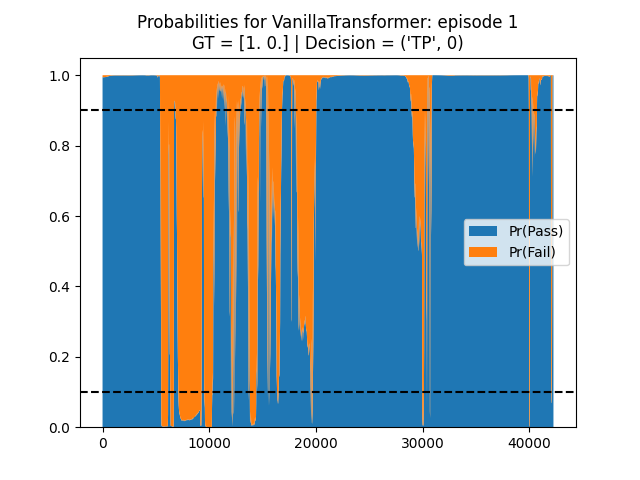 Probabilities for VanillaTransformer: episode 1
GT = [1. 0.] | Decision = ('TP', 0)
1.0
0.8
0.6
0.4
0.2
0.0
Pr(Pass)
Pr(Fail)
0
10000
20000
30000
40000